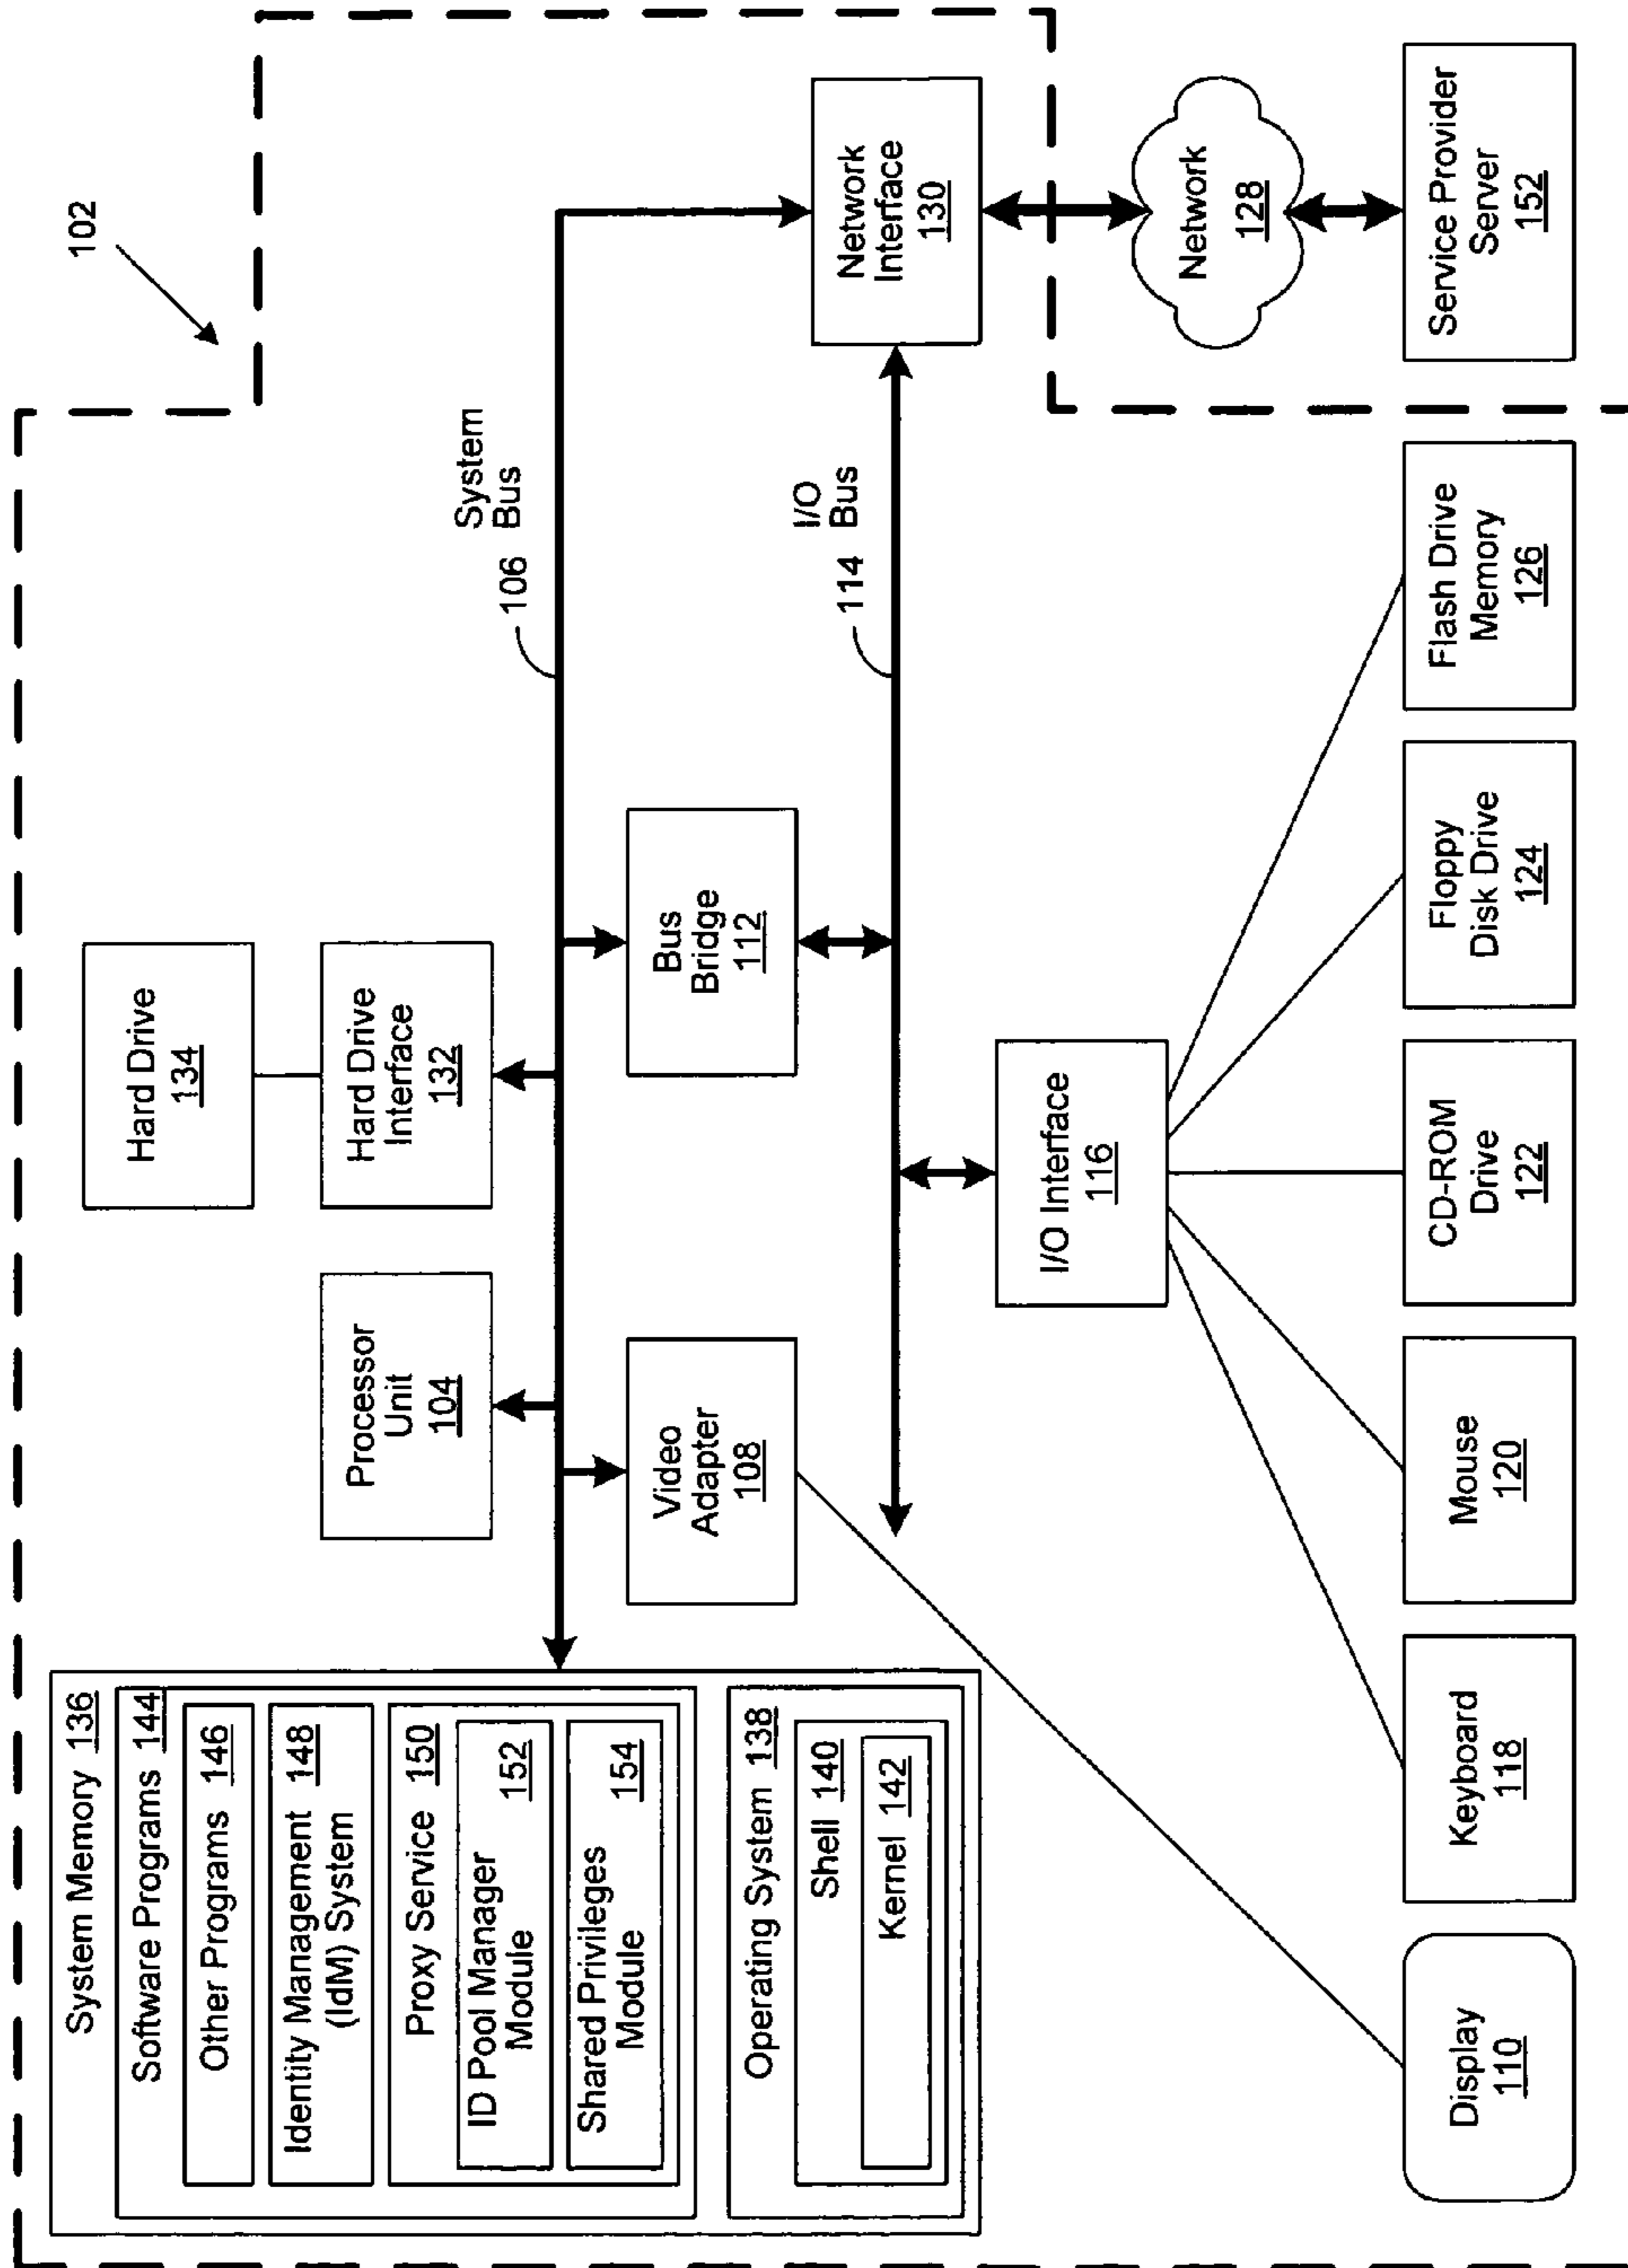 102
System Memory 136
Software Programs 144
Other Programs 146
Identity Management 148
(IdM) System
Proxy Service 150
ID Pool Manager 152
Module
Shared Privileges 154
Module
Operating System 138
Shell 140
Kernel 142
Processor
Unit
104
Hard Drive
134
Hard Drive
Interface
132
System
Bus
106
Video
Adapter
108
Bus
Bridge
112
Network
Interface
130
I/O
Bus
114
I/O Interface
116
Network
128
Display
110
Keyboard
118
Mouse
120
CD-ROM
Drive
122
Floppy
Disk Drive
124
Flash Drive
Memory
126
Service Provider
Server
152